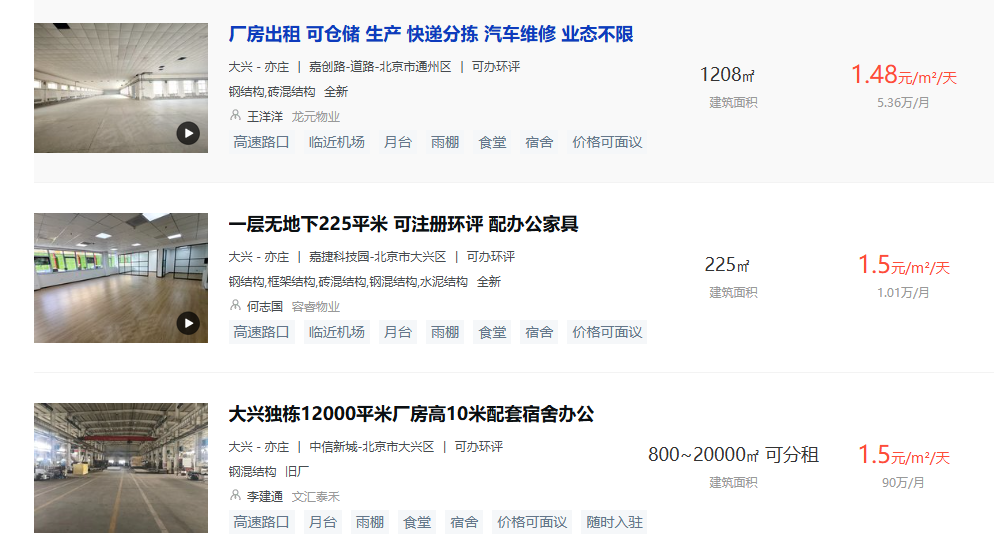 厂房出租 可仓储 生产 快递分拣 汽车维修 业态不限
大兴 - 亦庄 | 嘉创路-道路-北京市通州区 | 可办环评
钢结构,砖混结构 全新
王洋洋 龙元物业
高速路口 临近机场 月台 雨棚 食堂 宿舍 价格可面议
1208㎡
建筑面积
1.48元/m²/天
5.36万/月
一层无地下225平米 可注册环评 配办公家具
大兴 - 亦庄 | 嘉捷科技园-北京市大兴区 | 可办环评
钢结构,框架结构,砖混结构,钢混结构,水泥结构 全新
何志国 容睿物业
高速路口 临近机场 月台 雨棚 食堂 宿舍 价格可面议
225㎡
建筑面积
1.5元/m²/天
1.01万/月
大兴独栋12000平米厂房高10米配套宿舍办公
大兴 - 亦庄 | 中信新城-北京市大兴区 | 可办环评
钢混结构 旧厂
李建通 文汇泰禾
高速路口 月台 雨棚 食堂 宿舍 价格可面议 随时入驻
800~20000㎡ 可分租
建筑面积
1.5元/m²/天
90万/月